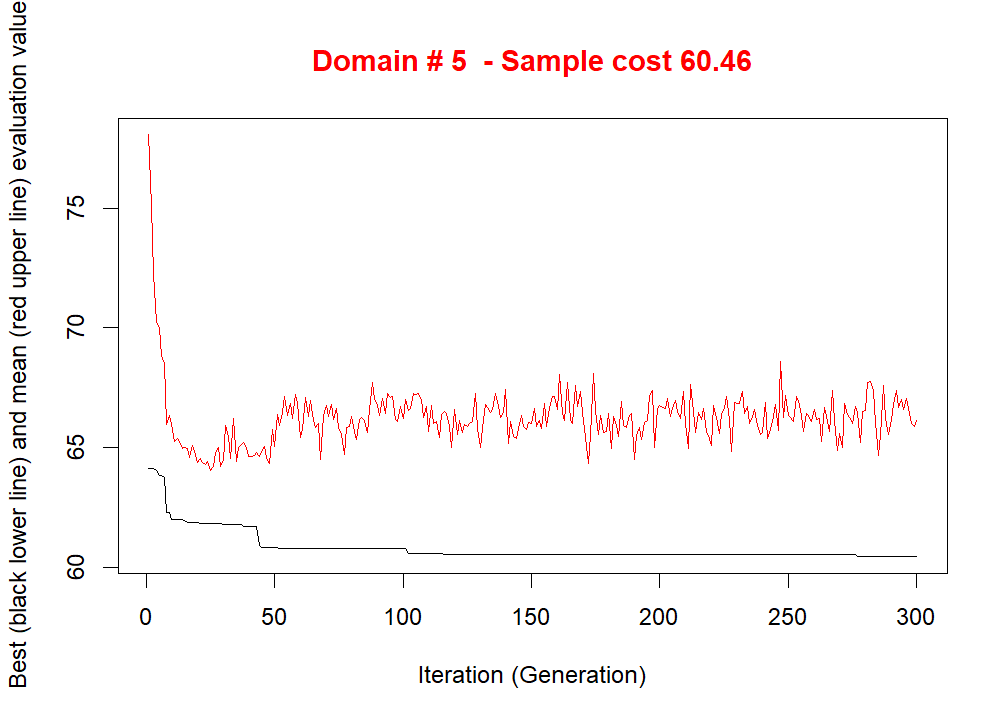 Domain # 5  - Sample cost 60.46
Best (black lower line) and mean (red upper line) evaluation value
75
70
65
60
0 50 100 150 200 250 300
Iteration (Generation)